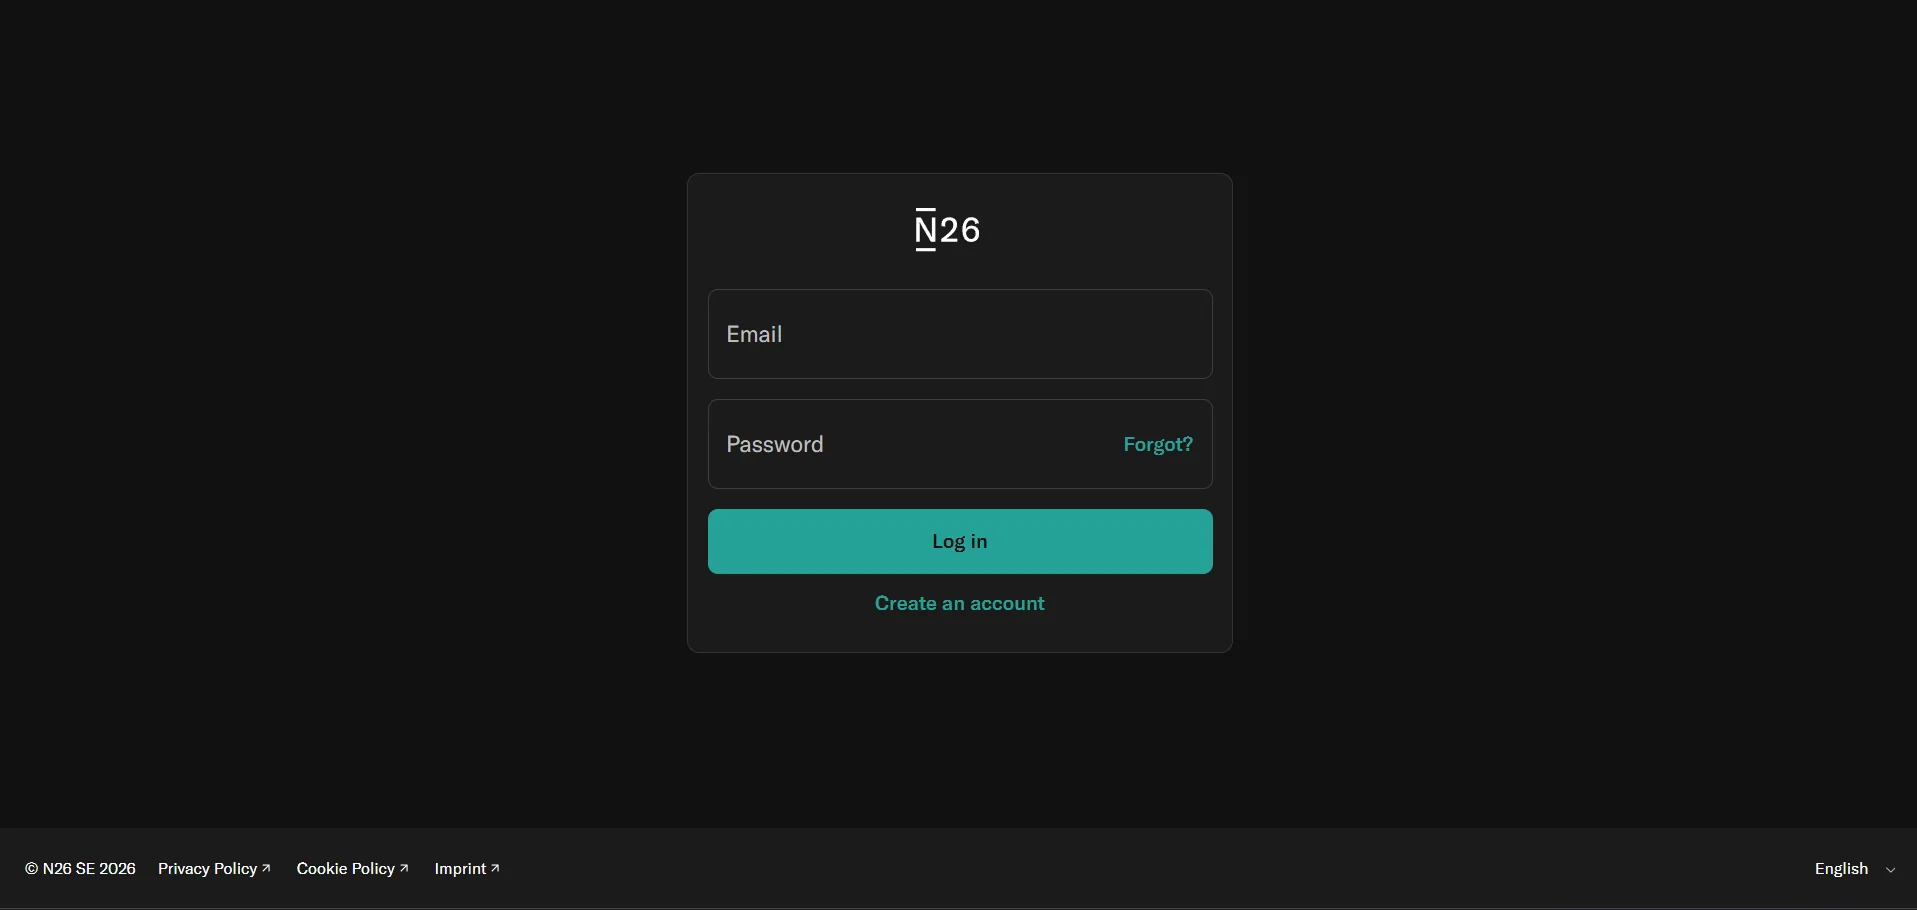 N26
Email
Password
Forgot?
Log in
Create an account
© N26 SE 2026 Privacy Policy↗ Cookie Policy↗ Imprint↗ English